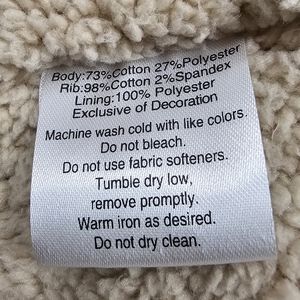 Body:73%Cotton 27%Polyester
Rib:98%Cotton 2%Spandex
Lining:100% Polyester
Exclusive of Decoration
Machine wash cold with like colors.
Do not bleach.
Do not use fabric softeners.
Tumble dry low,
remove promptly.
Warm iron as desired.
Do not dry clean.